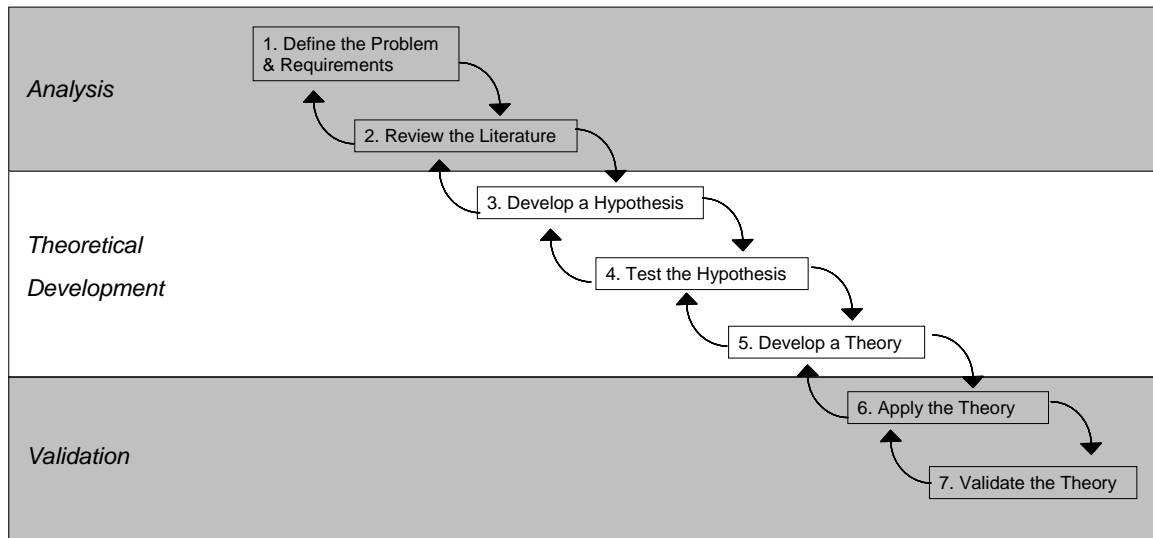 Analysis
1. Define the Problem
& Requirements
2. Review the Literature
Theoretical
Development
3. Develop a Hypothesis
4. Test the Hypothesis
5. Develop a Theory
Validation
6. Apply the Theory
7. Validate the Theory